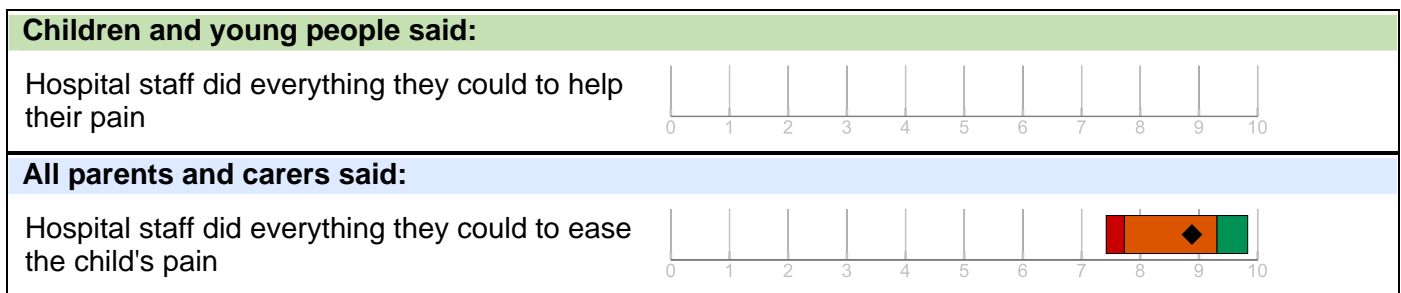 Children and young people said:
Hospital staff did everything they could to help
their pain
0 1 2 3 4 5 6 7 8 9 10
All parents and carers said:
Hospital staff did everything they could to ease
the child's pain
0 1 2 3 4 5 6 7 8 9 10